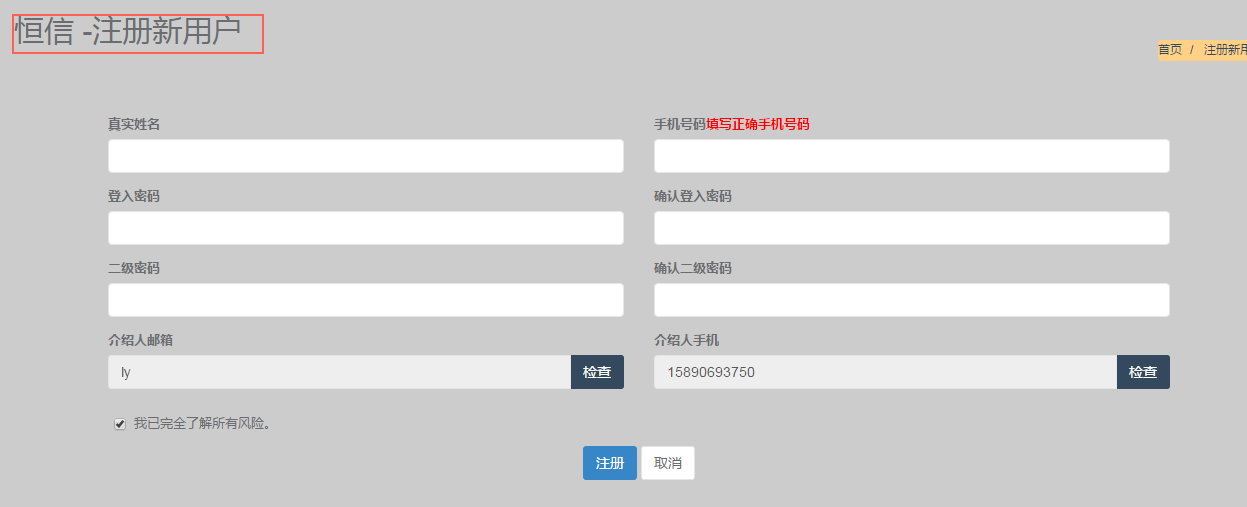 恒信 -注册新用户
首页 / 注册新用
真实姓名
手机号码填写正确手机号码
登入密码
确认登入密码
二级密码
确认二级密码
介绍人邮箱
介绍人手机
ly 检查
15890693750 检查
我已完全了解所有风险。
注册 取消